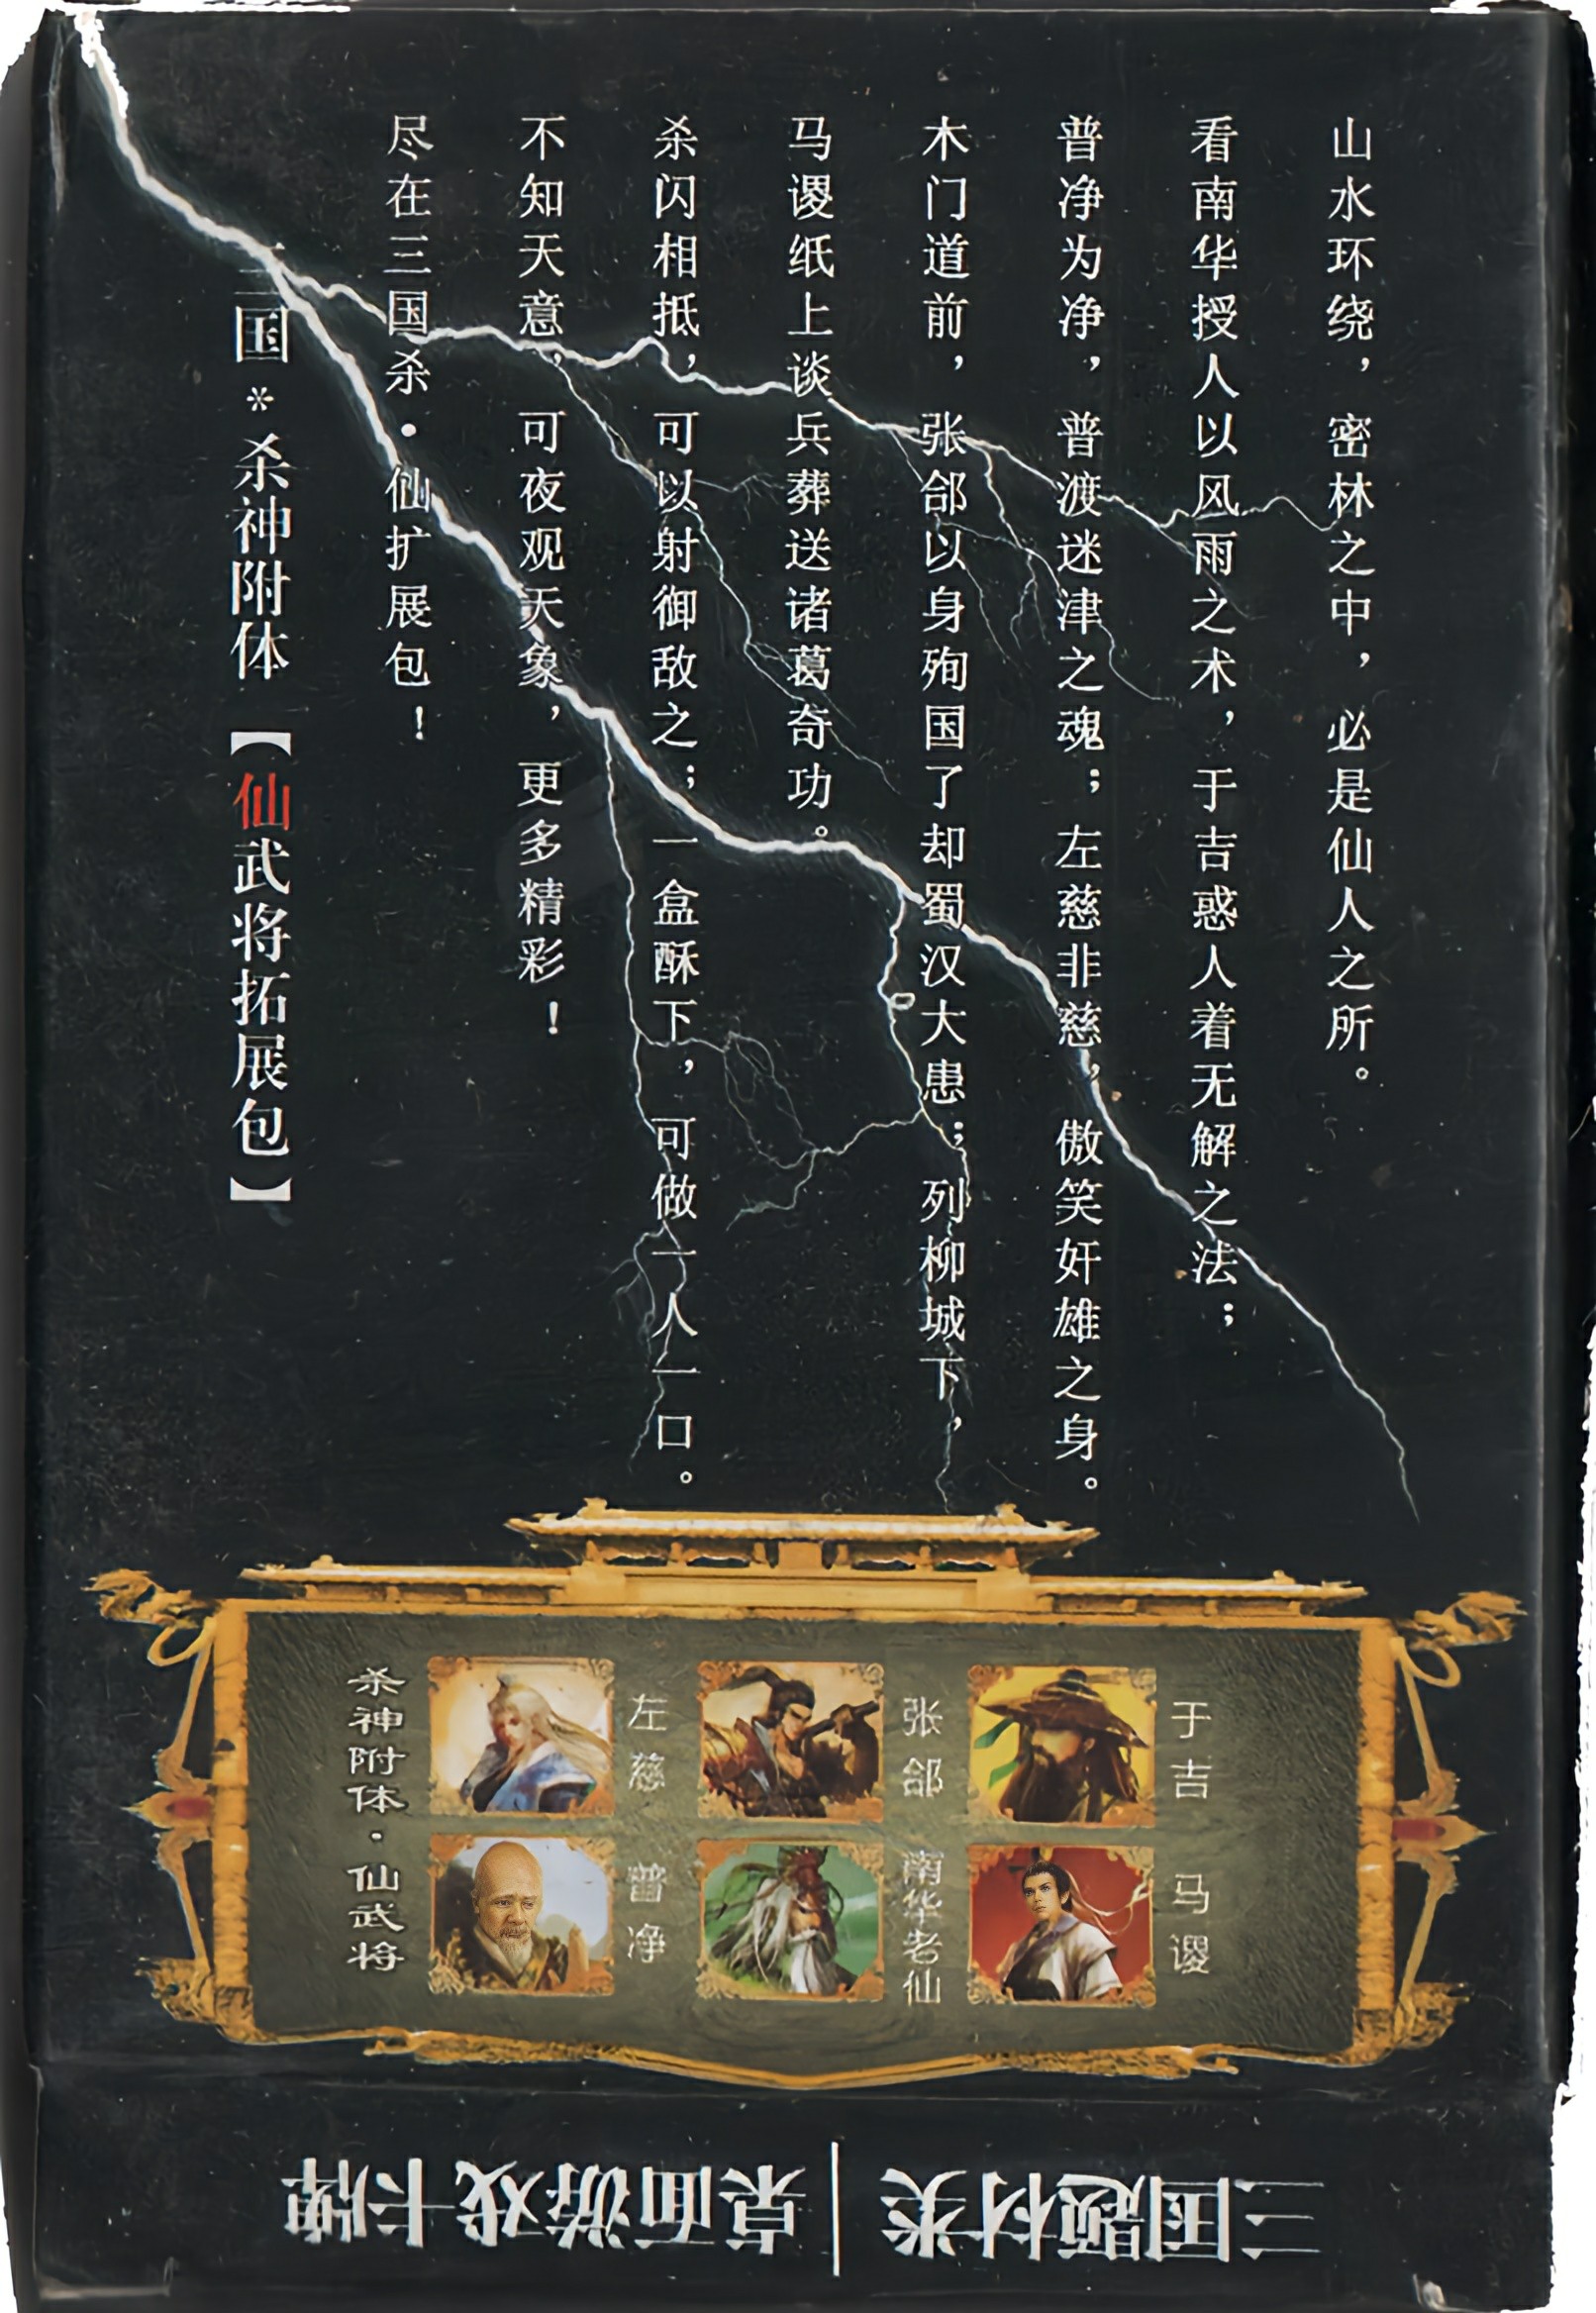 山水环绕，密林之中，必是仙人之所。
看南华授人以风雨之术，于吉惑人着无解之法；
普净为净，普渡迷津之魂；左慈非慈，傲笑奸雄之身。
木门道前，张郃以身殉国了却蜀汉大患；列柳城下，
马谡纸上谈兵葬送诸葛奇功。
杀闪相抵，可以射御敌之；一盒酥下，可做一人一口。
不知天意，可夜观天象，更多精彩！
尽在三国杀·仙扩展包！
三国*杀神附体【仙武将拓展包】
于吉
马谡
张郃
南华老仙
左慈
普净
杀神附体·仙武将
三国题材类|桌面游戏卡牌